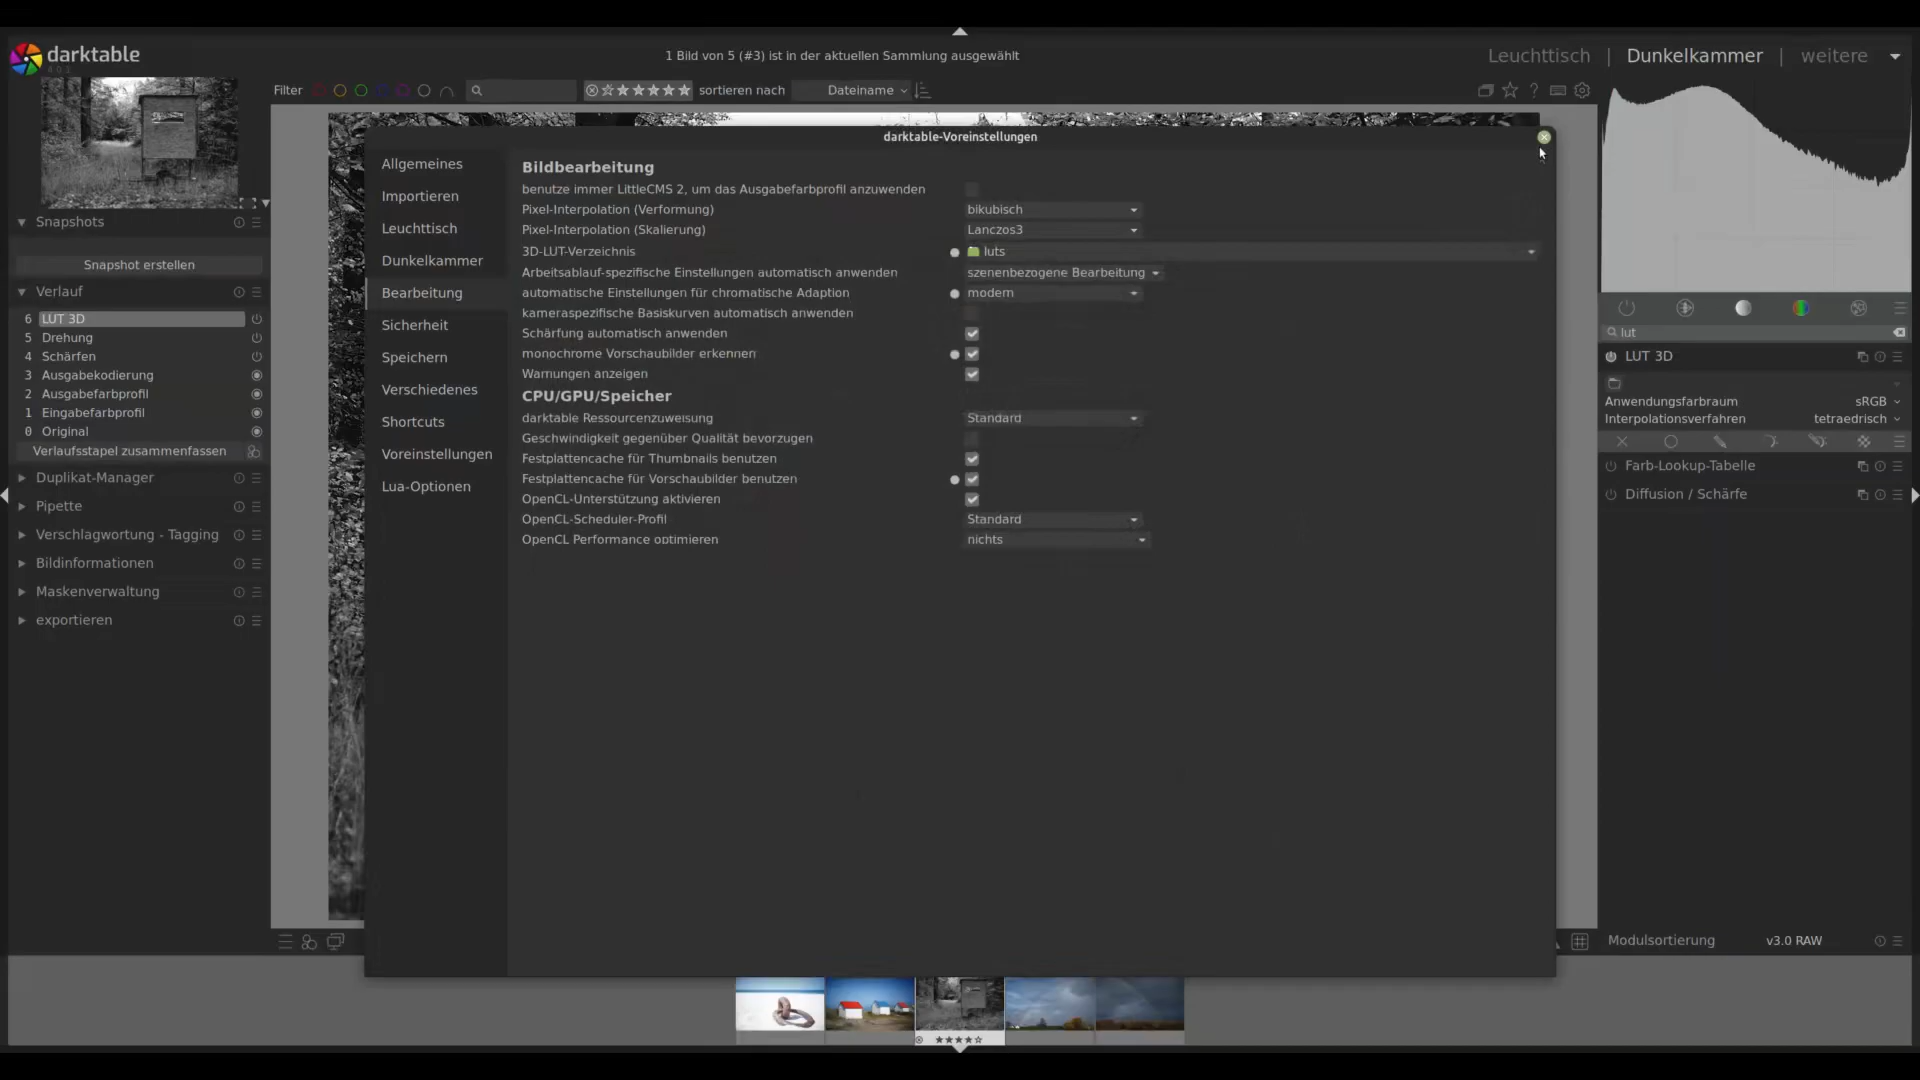 darktable
4.0.1
1 Bild von 5 (#3) ist in der aktuellen Sammlung ausgewählt
Leuchttisch | Dunkelkammer | weitere
Filter
sortieren nach Dateiname
darktable-Voreinstellungen
Snapshots
Snapshot erstellen
Verlauf
6 LUT 3D
5 Drehung
4 Schärfen
3 Ausgabekodierung
2 Ausgabefarbprofil
1 Eingabefarbprofil
0 Original
Verlaufsstapel zusammenfassen
Duplikat-Manager
Pipette
Verschlagwortung - Tagging
Bildinformationen
Maskenverwaltung
exportieren
Allgemeines
Importieren
Leuchttisch
Dunkelkammer
Bearbeitung
Sicherheit
Speichern
Verschiedenes
Shortcuts
Voreinstellungen
Lua-Optionen
Bildbearbeitung
benutze immer LittleCMS 2, um das Ausgabefarbprofil anzuwenden
Pixel-Interpolation (Verformung) bikubisch
Pixel-Interpolation (Skalierung) Lanczos3
3D-LUT-Verzeichnis luts
Arbeitsablauf-spezifische Einstellungen automatisch anwenden szenenbezogene Bearbeitung
automatische Einstellungen für chromatische Adaption modern
kameraspezifische Basiskurven automatisch anwenden
Schärfung automatisch anwenden
monochrome Vorschaubilder erkennen
Warnungen anzeigen
CPU/GPU/Speicher
darktable Ressourcenzuweisung Standard
Geschwindigkeit gegenüber Qualität bevorzugen
Festplattencache für Thumbnails benutzen
Festplattencache für Vorschaubilder benutzen
OpenCL-Unterstützung aktivieren
OpenCL-Scheduler-Profil Standard
OpenCL Performance optimieren nichts
lut
LUT 3D
Anwendungsfarbraum sRGB
Interpolationsverfahren tetraedrisch
Farb-Lookup-Tabelle
Diffusion / Schärfe
Modulsortierung v3.0 RAW